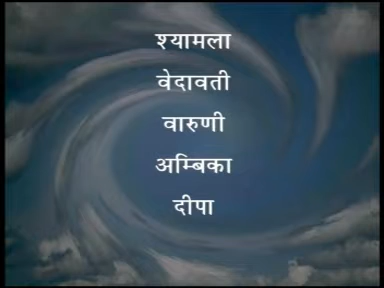 श्यामला
वेदावती
वारुणी
अम्बिका
दीपा